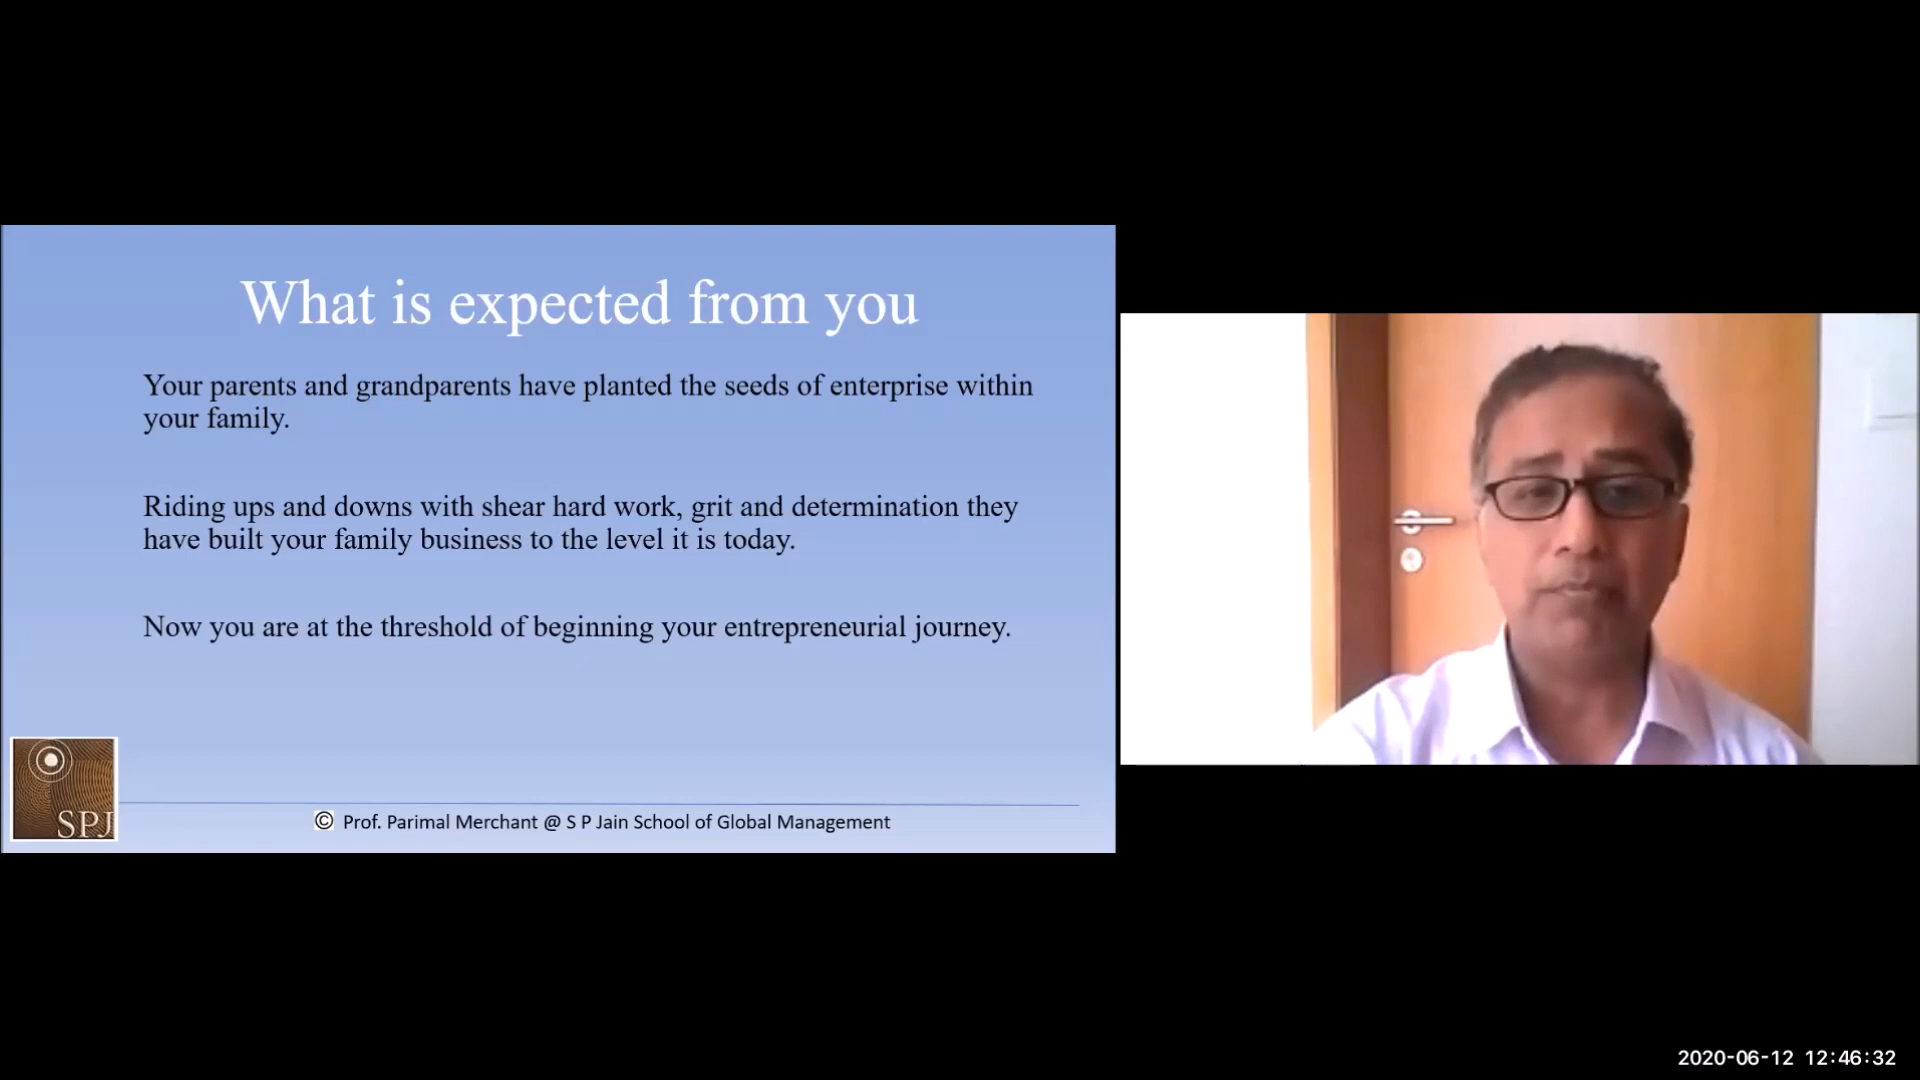 What is expected from you
Your parents and grandparents have planted the seeds of enterprise within
your family.
Riding ups and downs with shear hard work, grit and determination they
have built your family business to the level it is today.
Now you are at the threshold of beginning your entrepreneurial journey.
SPJ
© Prof. Parimal Merchant @ S P Jain School of Global Management
2020-06-12 12:46:32